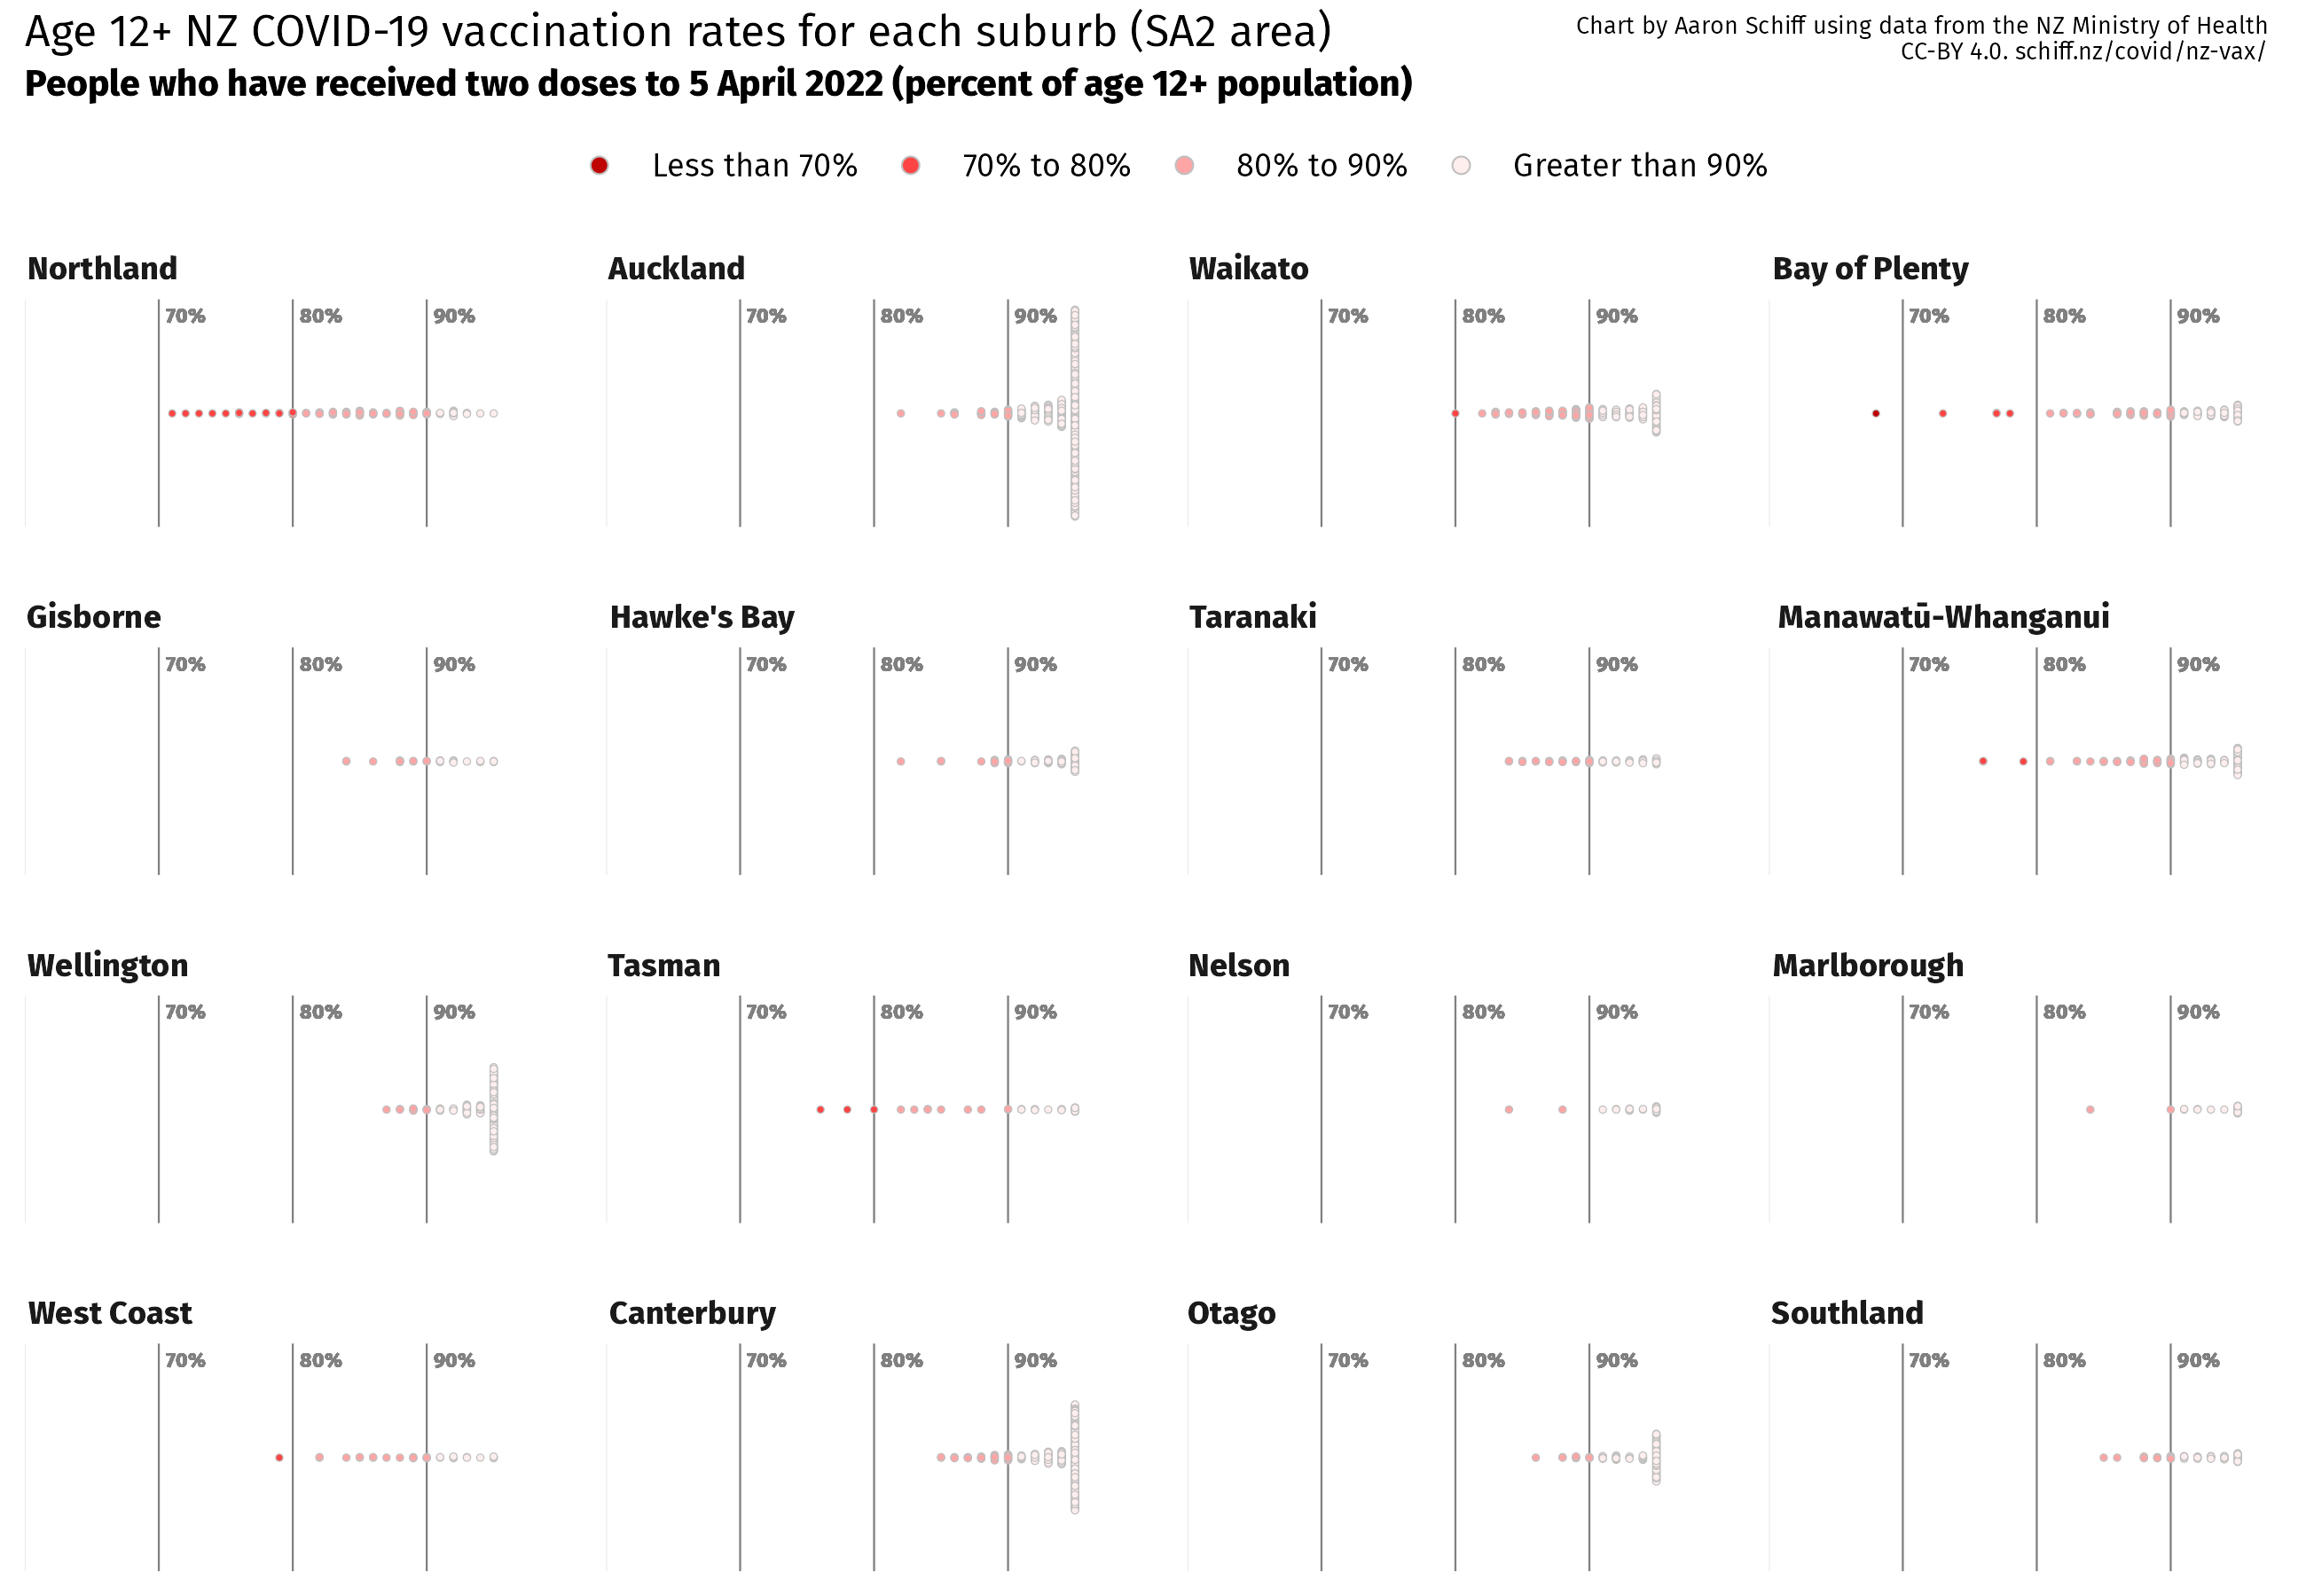 Age 12+ NZ COVID-19 vaccination rates for each suburb (SA2 area)
People who have received two doses to 5 April 2022 (percent of age 12+ population)
Chart by Aaron Schiff using data from the NZ Ministry of Health
CC-BY 4.0. schiff.nz/covid/nz-vax/
Less than 70% 70% to 80% 80% to 90% Greater than 90%
Northland Auckland Waikato Bay of Plenty
70% 80% 90% 70% 80% 90% 70% 80% 90% 70% 80% 90%
Gisborne Hawke's Bay Taranaki Manawatū-Whanganui
70% 80% 90% 70% 80% 90% 70% 80% 90% 70% 80% 90%
Wellington Tasman Nelson Marlborough
70% 80% 90% 70% 80% 90% 70% 80% 90% 70% 80% 90%
West Coast Canterbury Otago Southland
70% 80% 90% 70% 80% 90% 70% 80% 90% 70% 80% 90%